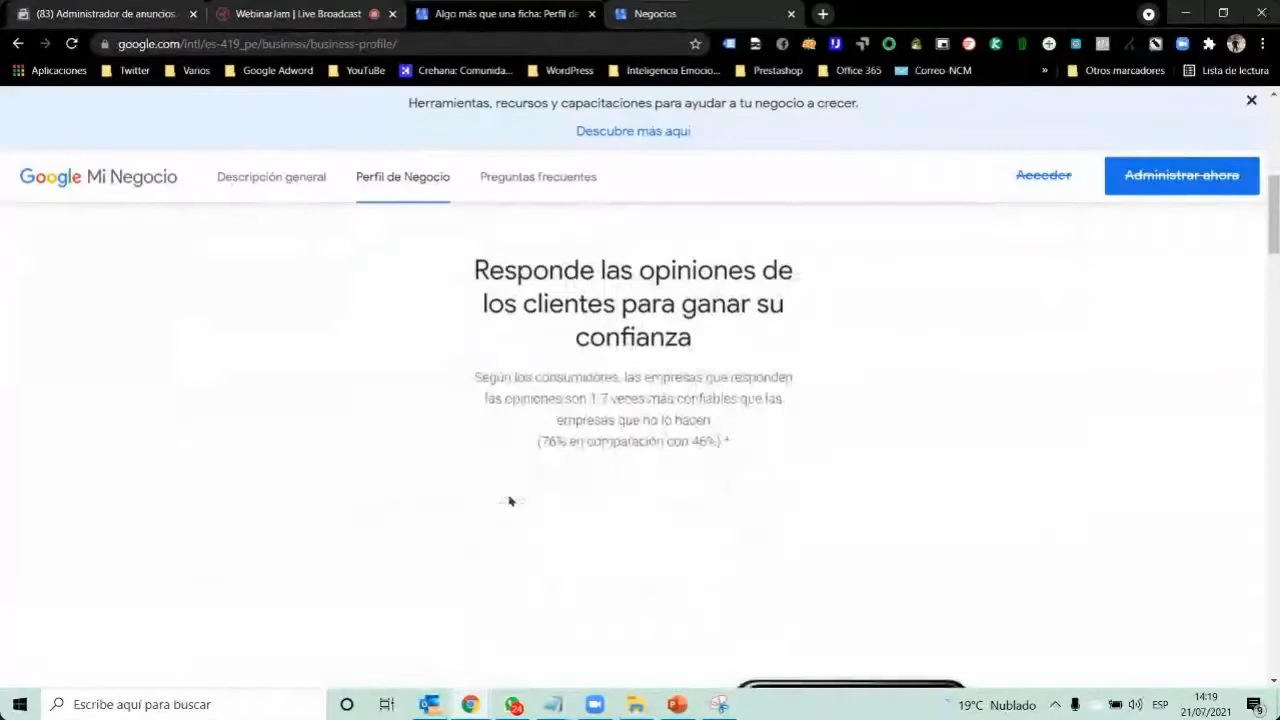 (83) Administrador de anuncios.
WebinarJam | Live Broadcast
Algo más que una ficha: Perfil de
Negocios
google.com/intl/es-419_pe/business/business-profile/
Aplicaciones
Twitter
Varios
Google Adword
YouTuBe
Crehana: Comunida...
WordPress
Inteligencia Emocio...
Prestashop
Office 365
Correo-NCM
»
Otros marcadores
Lista de lectura
Herramientas, recursos y capacitaciones para ayudar a tu negocio a crecer.
Descubre más aquí
Google Mi Negocio
Descripción general
Perfil de Negocio
Preguntas frecuentes
Acceder
Administrar ahora
Responde las opiniones de
los clientes para ganar su
confianza
Según los consumidores, las empresas que responden
las opiniones son 1.7 veces más confiables que las
empresas que no lo hacen
(76% en comparación con 46%) *
Escribe aquí para buscar
24
19°C Nublado
ESP
14:19
21/07/2021
9